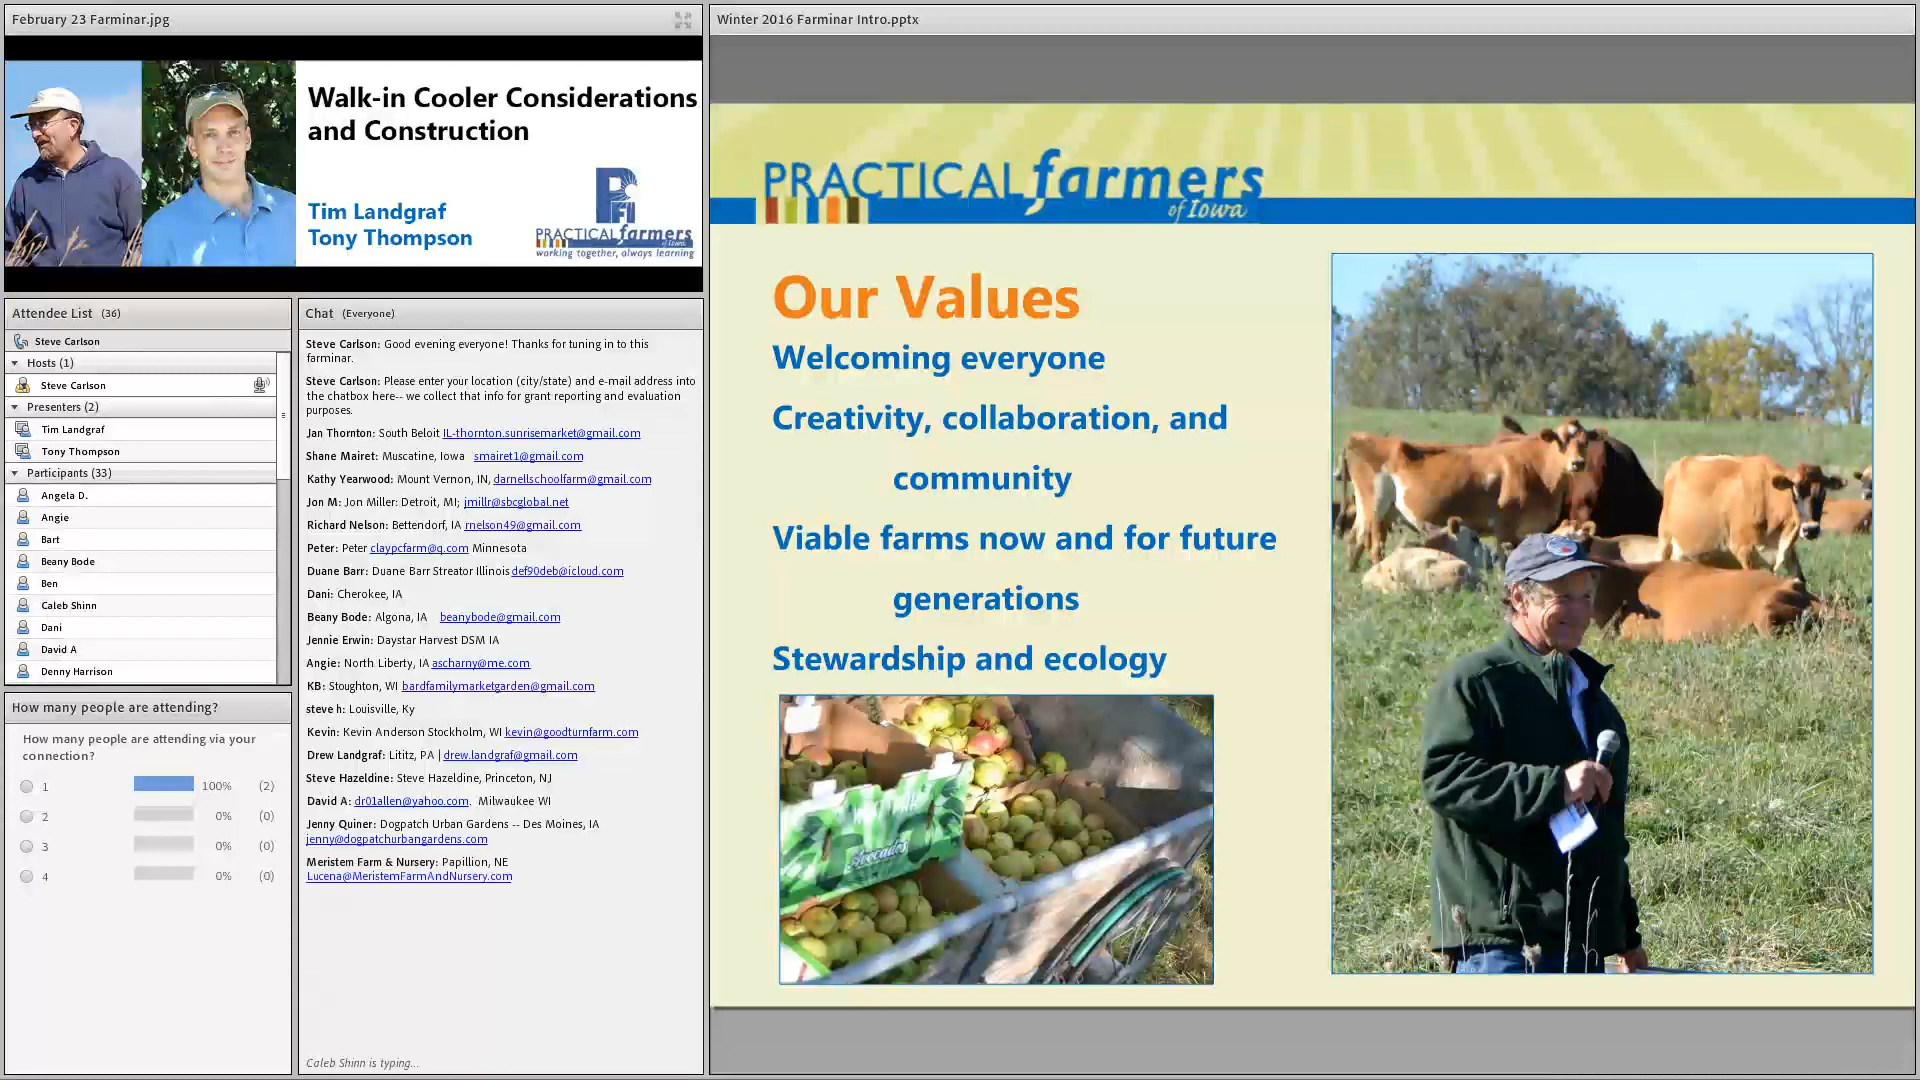 February 23 Farminar.jpg
Walk-in Cooler Considerations
and Construction
Tim Landgraf
Tony Thompson
PFI
PRACTICAL farmers
of Iowa
working together, always learning
Attendee List (36)
Steve Carlson
Hosts (1)
Steve Carlson
Presenters (2)
Tim Landgraf
Tony Thompson
Participants (33)
Angela D.
Angie
Bart
Beany Bode
Ben
Caleb Shinn
Dani
David A
Denny Harrison
How many people are attending?
How many people are attending via your
connection?
1 100% (2)
2 0% (0)
3 0% (0)
4 0% (0)
Chat (Everyone)
Steve Carlson: Good evening everyone! Thanks for tuning in to this
farminar.
Steve Carlson: Please enter your location (city/state) and e-mail address into
the chatbox here-- we collect that info for grant reporting and evaluation
purposes.
Jan Thornton: South Beloit IL-thornton.sunrisemarket@gmail.com
Shane Mairet: Muscatine, Iowa smairet1@gmail.com
Kathy Yearwood: Mount Vernon, IN, darnellschoolfarm@gmail.com
Jon M: Jon Miller: Detroit, MI; jmillr@sbcglobal.net
Richard Nelson: Bettendorf, IA rnelson49@gmail.com
Peter: Peter claypcfarm@q.com Minnesota
Duane Barr: Duane Barr Streator Illinois def90deb@icloud.com
Dani: Cherokee, IA
Beany Bode: Algona, IA beanybode@gmail.com
Jennie Erwin: Daystar Harvest DSM IA
Angie: North Liberty, IA ascharny@me.com
KB: Stoughton, WI bardfamilymarketgarden@gmail.com
steve h: Louisville, Ky
Kevin: Kevin Anderson Stockholm, WI kevin@goodturnfarm.com
Drew Landgraf: Lititz, PA | drew.landgraf@gmail.com
Steve Hazeldine: Steve Hazeldine, Princeton, NJ
David A: dr01allen@yahoo.com. Milwaukee WI
Jenny Quiner: Dogpatch Urban Gardens -- Des Moines, IA
jenny@dogpatchurbangardens.com
Meristem Farm & Nursery: Papillion, NE
Lucena@MeristemFarmAndNursery.com
Caleb Shinn is typing...
Winter 2016 Farminar Intro.pptx
PRACTICAL farmers
of Iowa
Our Values
Welcoming everyone
Creativity, collaboration, and
community
Viable farms now and for future
generations
Stewardship and ecology
Avocados